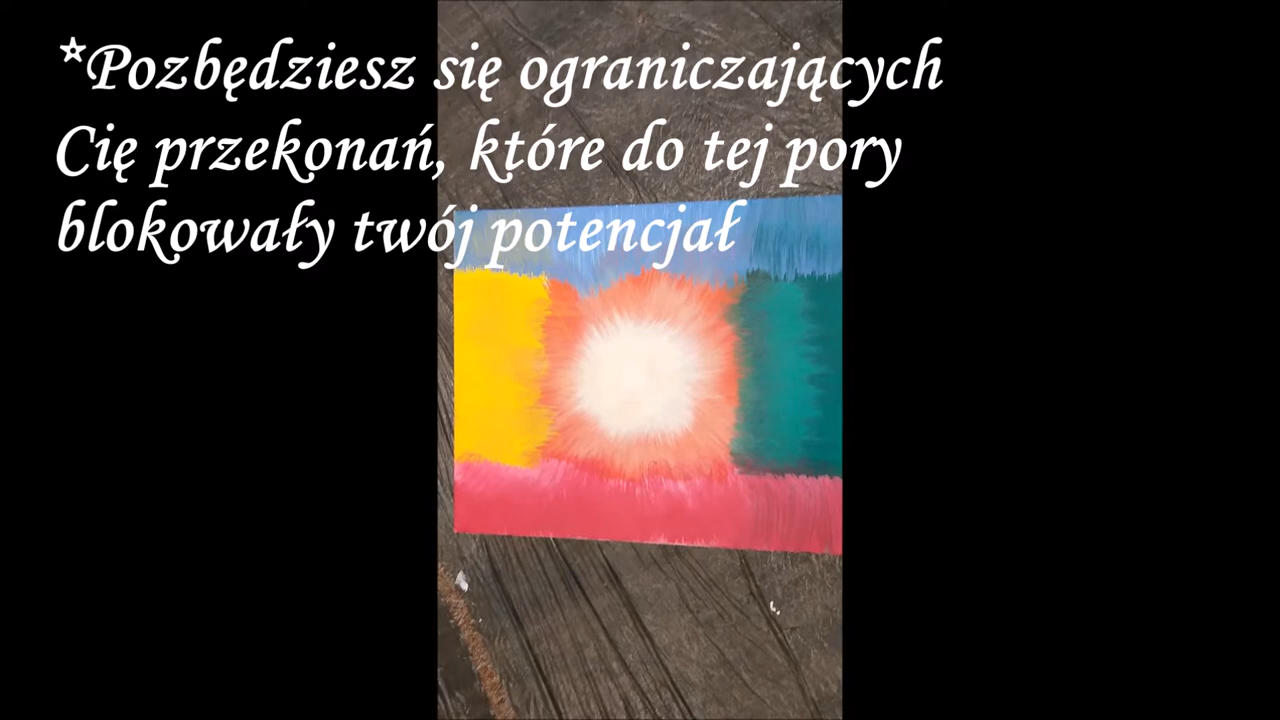 *Pozbędziesz się ograniczających
Cię przekonań, które do tej pory
blokowały twój potencjał